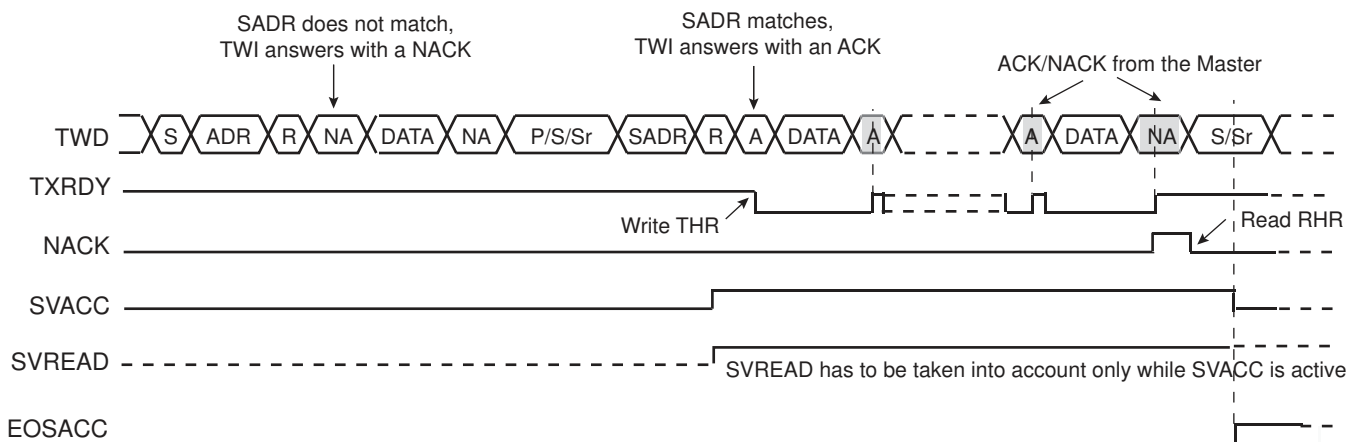 SADR does not match,
TWI answers with a NACK
SADR matches,
TWI answers with an ACK
ACK/NACK from the Master
TWD S ADR R NA DATA NA P/S/Sr SADR R A DATA A A DATA NA S/Sr
TXRDY
Write THR
Read RHR
NACK
SVACC
SVREAD
SVREAD has to be taken into account only while SVACC is active
EOSACC